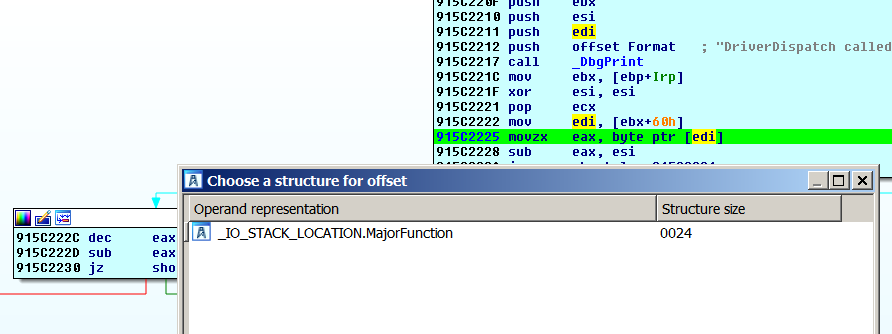 915C220F push ebx
915C2210 push esi
915C2211 push edi
915C2212 push offset Format ; "DriverDispatch called
915C2217 call _DbgPrint
915C221C mov ebx, [ebp+Irp]
915C221F xor esi, esi
915C2221 pop ecx
915C2222 mov edi, [ebx+60h]
915C2225 movzx eax, byte ptr [edi]
915C2228 sub eax, esi
Choose a structure for offset
Operand representation Structure size
_IO_STACK_LOCATION.MajorFunction 0024
915C222C dec eax
915C222D sub eax
915C2230 jz sho